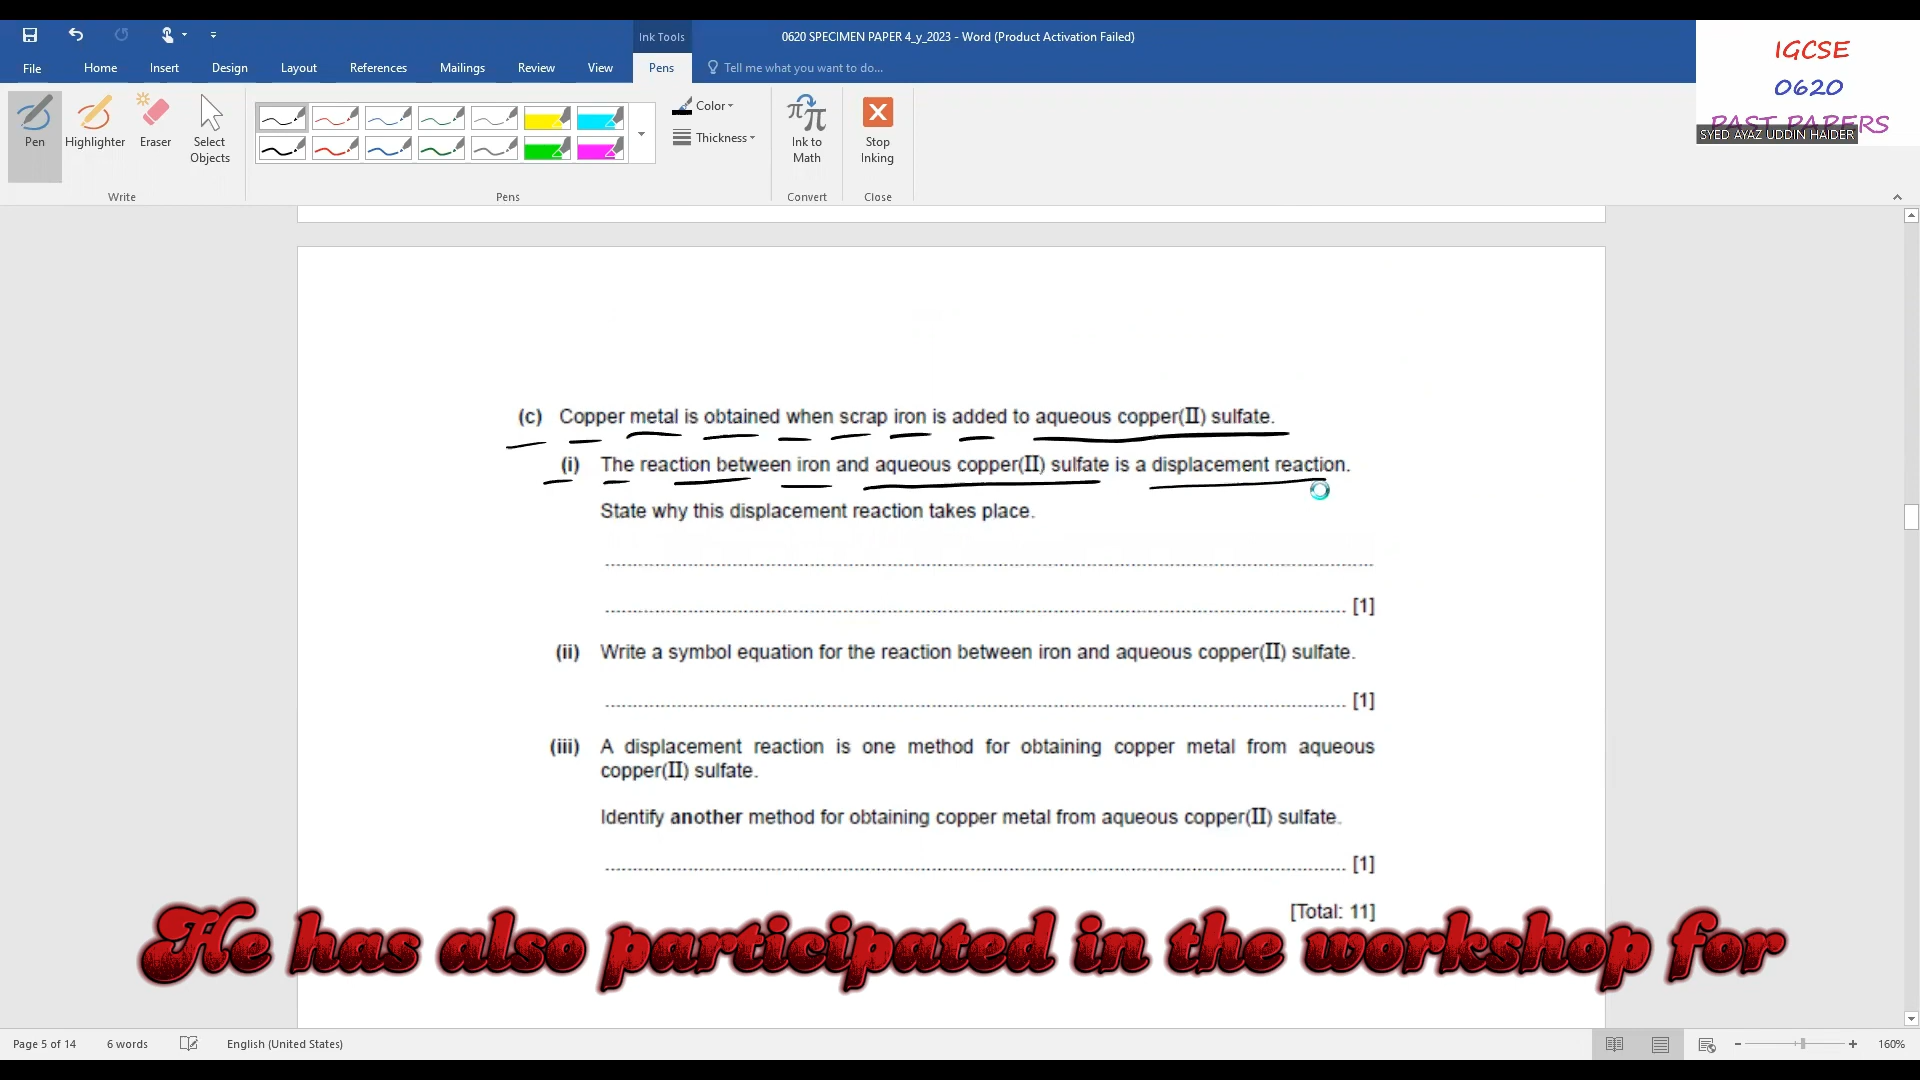 Ink Tools
0620 SPECIMEN PAPER 4_y_2023 - Word (Product Activation Failed)
File Home Insert Design Layout References Mailings Review View Pens Tell me what you want to do...
IGCSE
0620
PAST PAPERS
SYED AYAZ UDDIN HAIDER
Pen Highlighter Eraser Select Objects
Color
Thickness
Ink to Math
Stop Inking
Write Pens Convert Close
(c) Copper metal is obtained when scrap iron is added to aqueous copper(II) sulfate.
(i) The reaction between iron and aqueous copper(II) sulfate is a displacement reaction.
State why this displacement reaction takes place.
[1]
(ii) Write a symbol equation for the reaction between iron and aqueous copper(II) sulfate.
[1]
(iii) A displacement reaction is one method for obtaining copper metal from aqueous
copper(II) sulfate.
Identify another method for obtaining copper metal from aqueous copper(II) sulfate.
[1]
[Total: 11]
He has also participated in the workshop for
Page 5 of 14 6 words English (United States) 160%